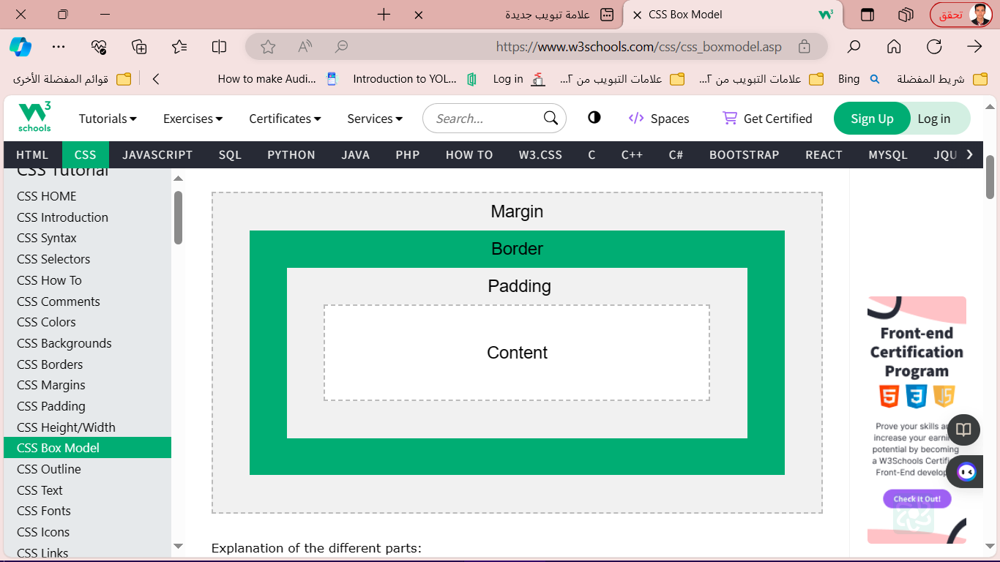 علامة تبويب جديدة
CSS Box Model
تحقق
https://www.w3schools.com/css/css_boxmodel.asp
قوائم المفضلة الأخرى
How to make Audi...
Introduction to YOL...
Log in
علامات التبويب من ٢...
علامات التبويب من ٢...
Bing
شريط المفضلة
W3
schools
Tutorials
Exercises
Certificates
Services
Search...
Spaces
Get Certified
Sign Up
Log in
HTML CSS JAVASCRIPT SQL PYTHON JAVA PHP HOW TO W3.CSS C C++ C# BOOTSTRAP REACT MYSQL JQU
CSS Tutorial
CSS HOME
CSS Introduction
CSS Syntax
CSS Selectors
CSS How To
CSS Comments
CSS Colors
CSS Backgrounds
CSS Borders
CSS Margins
CSS Padding
CSS Height/Width
CSS Box Model
CSS Outline
CSS Text
CSS Fonts
CSS Icons
CSS Links
Margin
Border
Padding
Content
Explanation of the different parts:
Front-end
Certification
Program
5 3 JS
Prove your skills
increase your
potential by becoming
a W3Schools
Front-End
Check It Out!